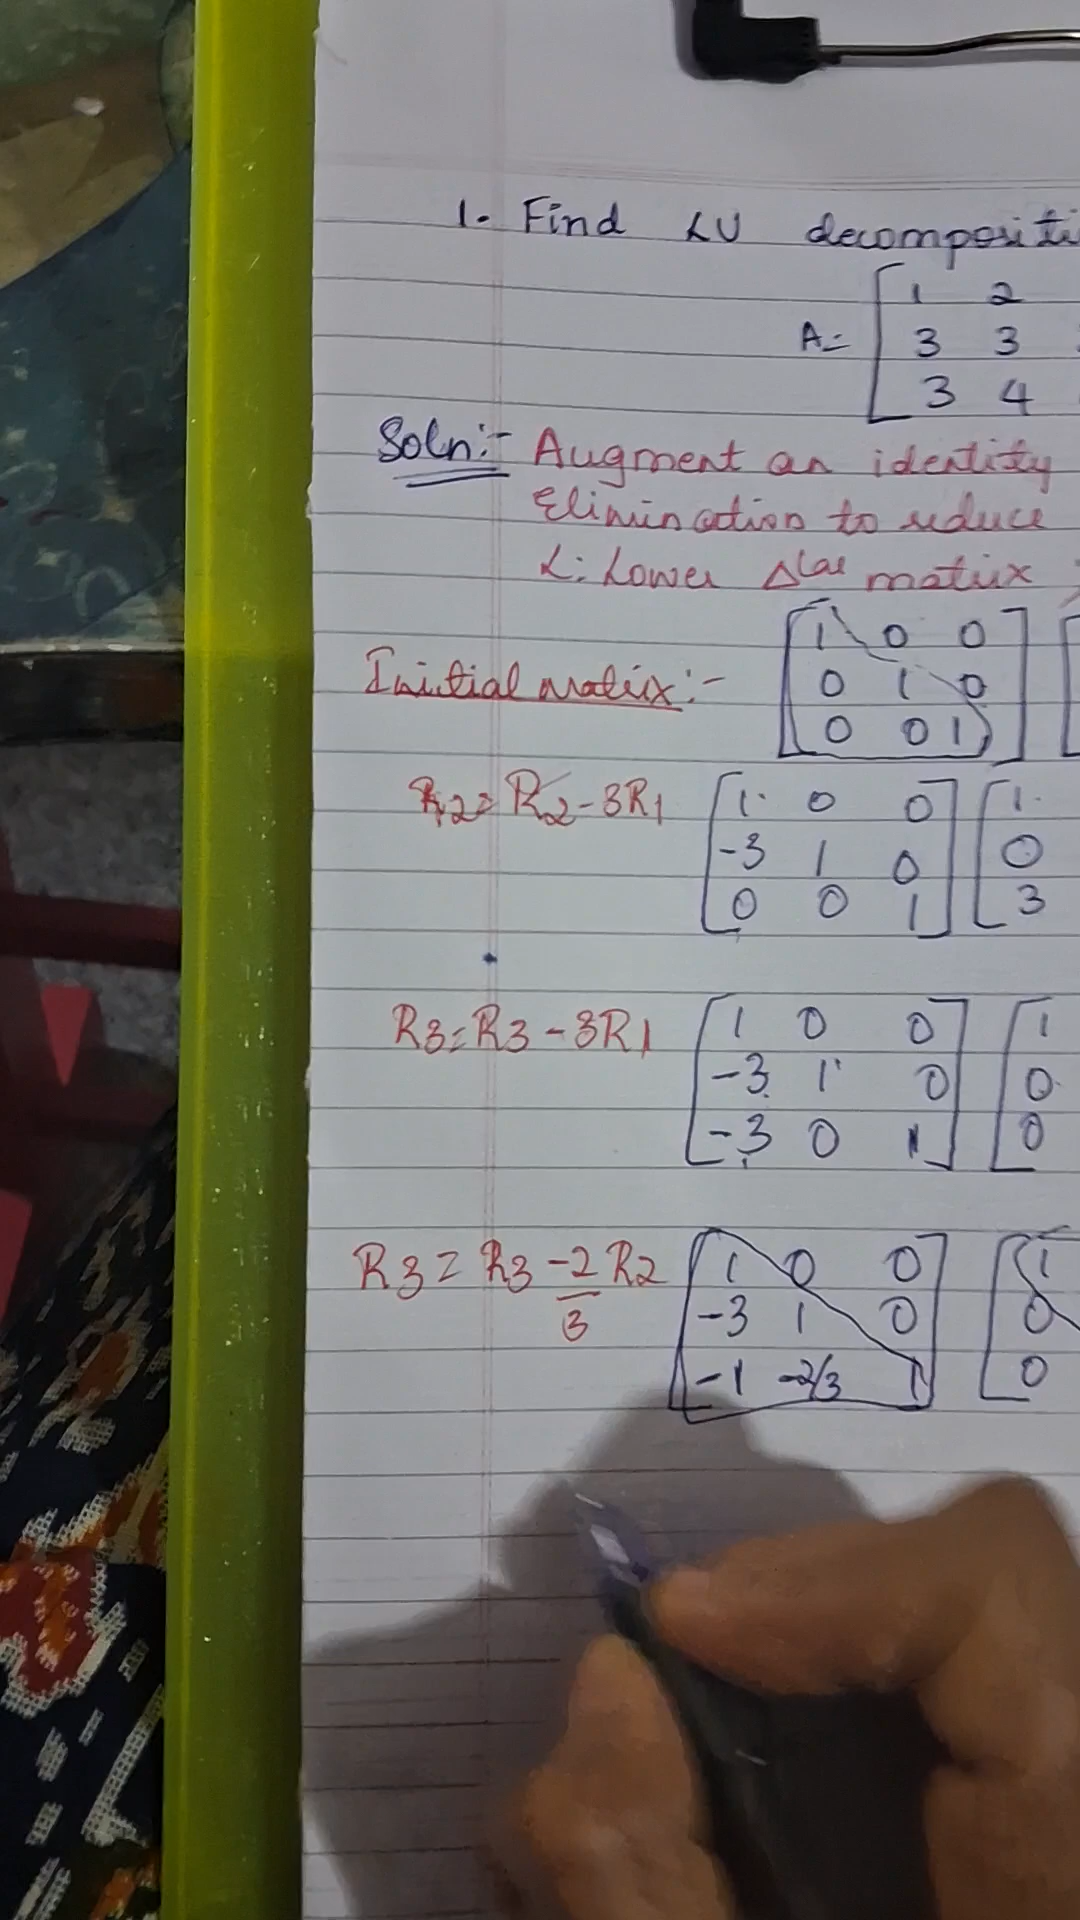 1. Find LU decompositi
A= [ 1 2
3 3
3 4
Soln:- Augment an identity
Elimination to reduce
L: Lower Δlar matrix
Initial matrix:- [ 1 0 0 ] [
0 1 0
0 0 1
R2 = R2 - 3R1 [ 1 0 0 ] [ 1
-3 1 0 0
0 0 1 3
R3 = R3 - 3R1 [ 1 0 0 ] [ 1
-3 1 0 0
-3 0 1 0
R3 = R3 -2/3 R2 [ 1 0 0 ] [ 1
-3 1 0 0
-1 -2/3 1 0